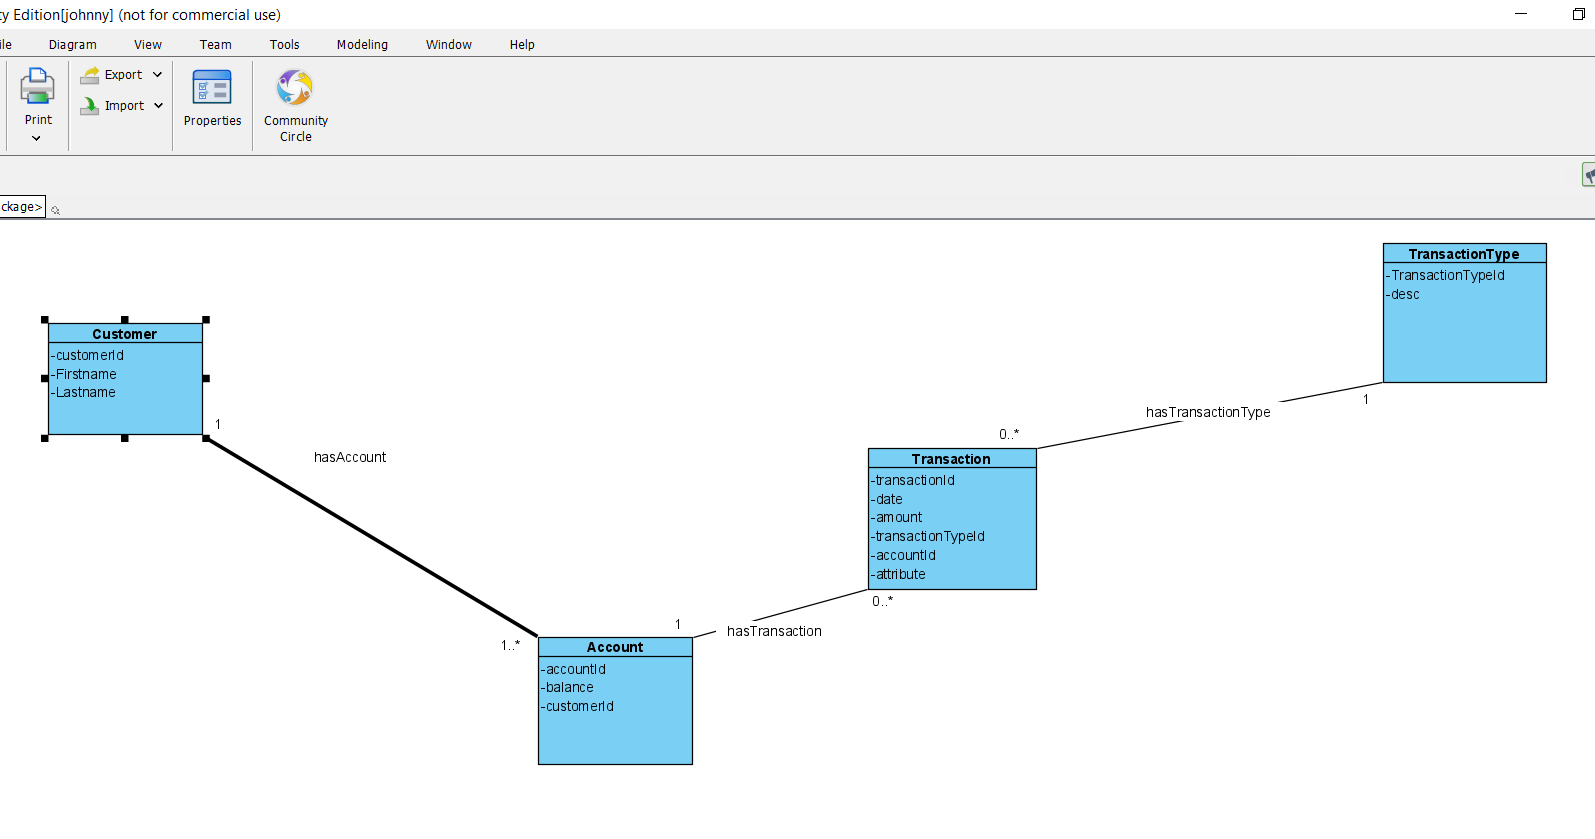 ty Edition[johnny] (not for commercial use)
ile Diagram View Team Tools Modeling Window Help
Export
Import
Print
Properties
Community
Circle
ckage>
TransactionType
-TransactionTypeId
-desc
Customer
-customerId
-Firstname
-Lastname
1
hasAccount
1..*
hasTransactionType
1
0..*
Transaction
-transactionId
-date
-amount
-transactionTypeId
-accountId
-attribute
0..*
1
hasTransaction
Account
-accountId
-balance
-customerId